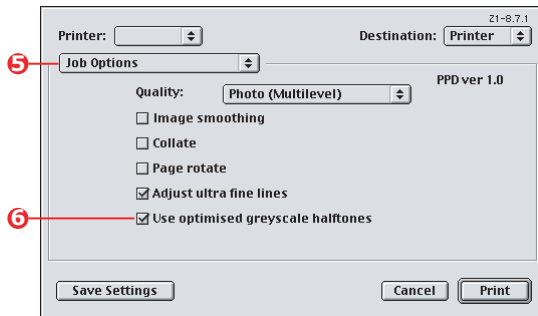 Z1-8.7.1
Printer: Destination: Printer
5 Job Options
PPD ver 1.0
Quality: Photo (Multilevel)
Image smoothing
Collate
Page rotate
Adjust ultra fine lines
6 Use optimised greyscale halftones
Save Settings Cancel Print